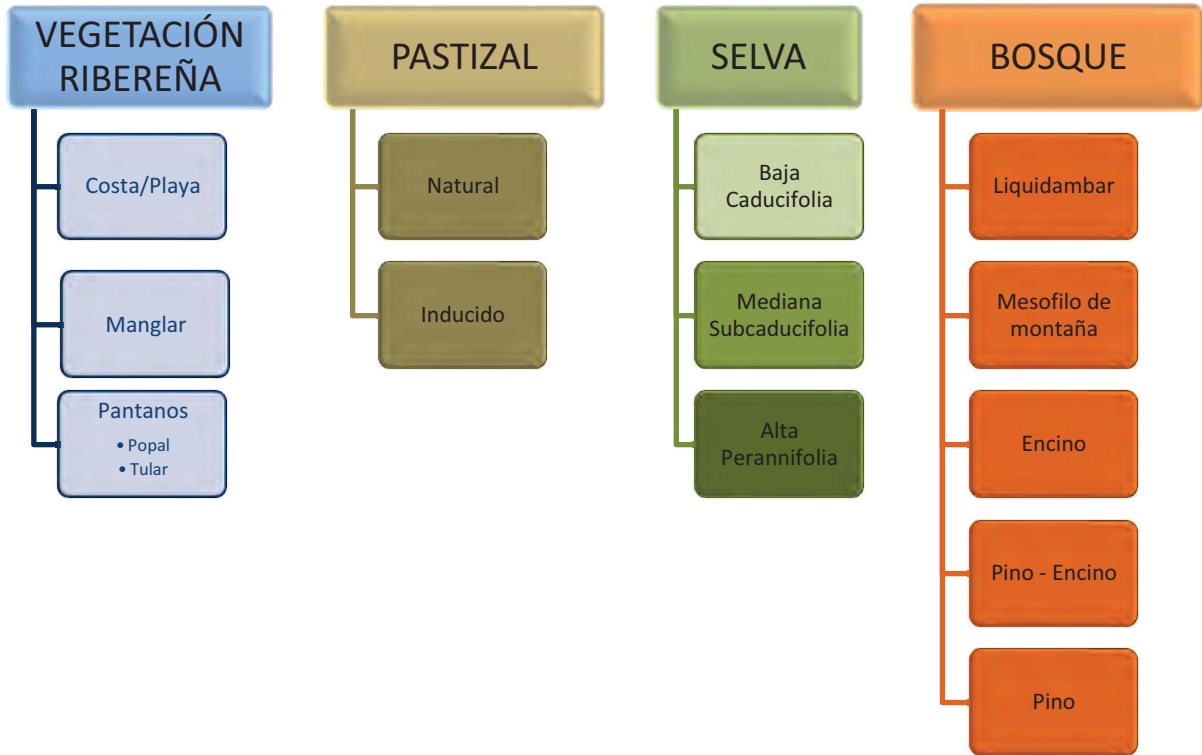 VEGETACIÓN
RIBEREÑA
Costa/Playa
Manglar
Pantanos
• Popal
• Tular
PASTIZAL
Natural
Inducido
SELVA
Baja
Caducifolia
Mediana
Subcaducifolia
Alta
Perannifolia
BOSQUE
Liquidambar
Mesofilo de
montaña
Encino
Pino - Encino
Pino